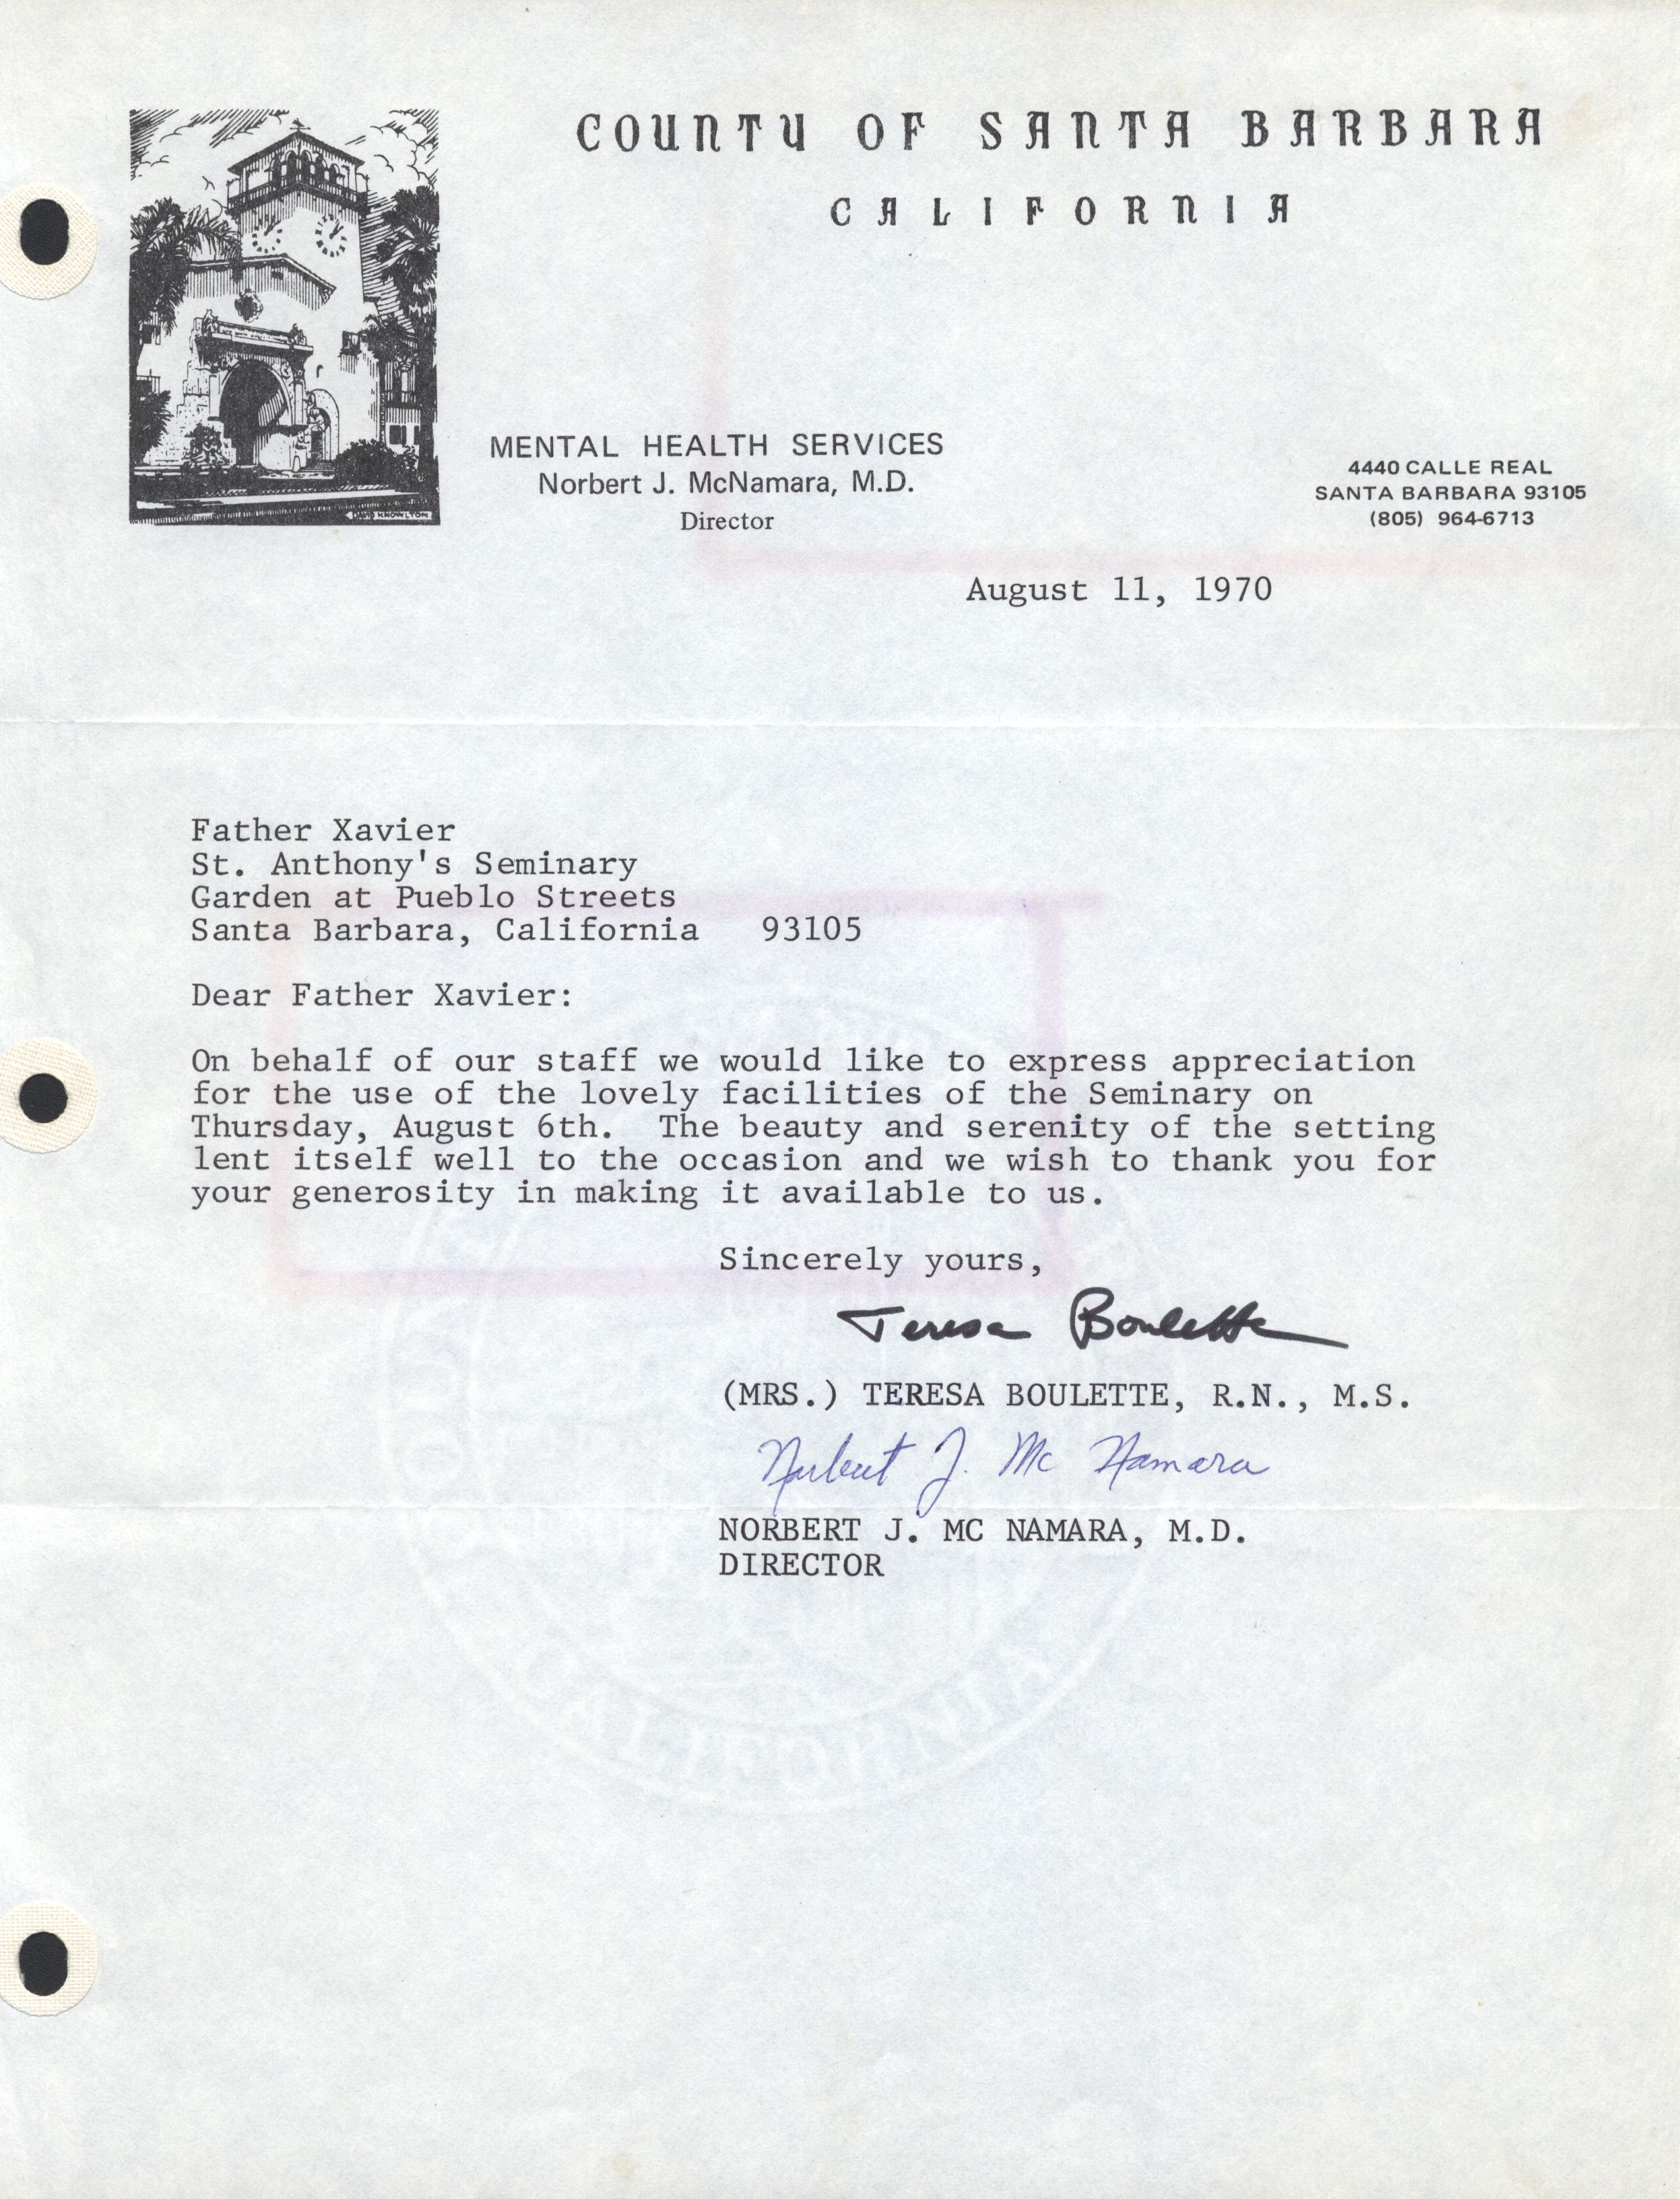 COUNTY OF SANTA BARBARA
CALIFORNIA
DAVID KNOWLTON
MENTAL HEALTH SERVICES
Norbert J. McNamara, M.D.
Director
4440 CALLE REAL
SANTA BARBARA 93105
(805) 964-6713
August 11, 1970
Father Xavier
St. Anthony's Seminary
Garden at Pueblo Streets
Santa Barbara, California 93105
Dear Father Xavier:
On behalf of our staff we would like to express appreciation
for the use of the lovely facilities of the Seminary on
Thursday, August 6th. The beauty and serenity of the setting
lent itself well to the occasion and we wish to thank you for
your generosity in making it available to us.
Sincerely yours,
Teresa Boulette
(MRS.) TERESA BOULETTE, R.N., M.S.
Norbert J. Mc Namara
NORBERT J. MC NAMARA, M.D.
DIRECTOR
CALIFORNIA